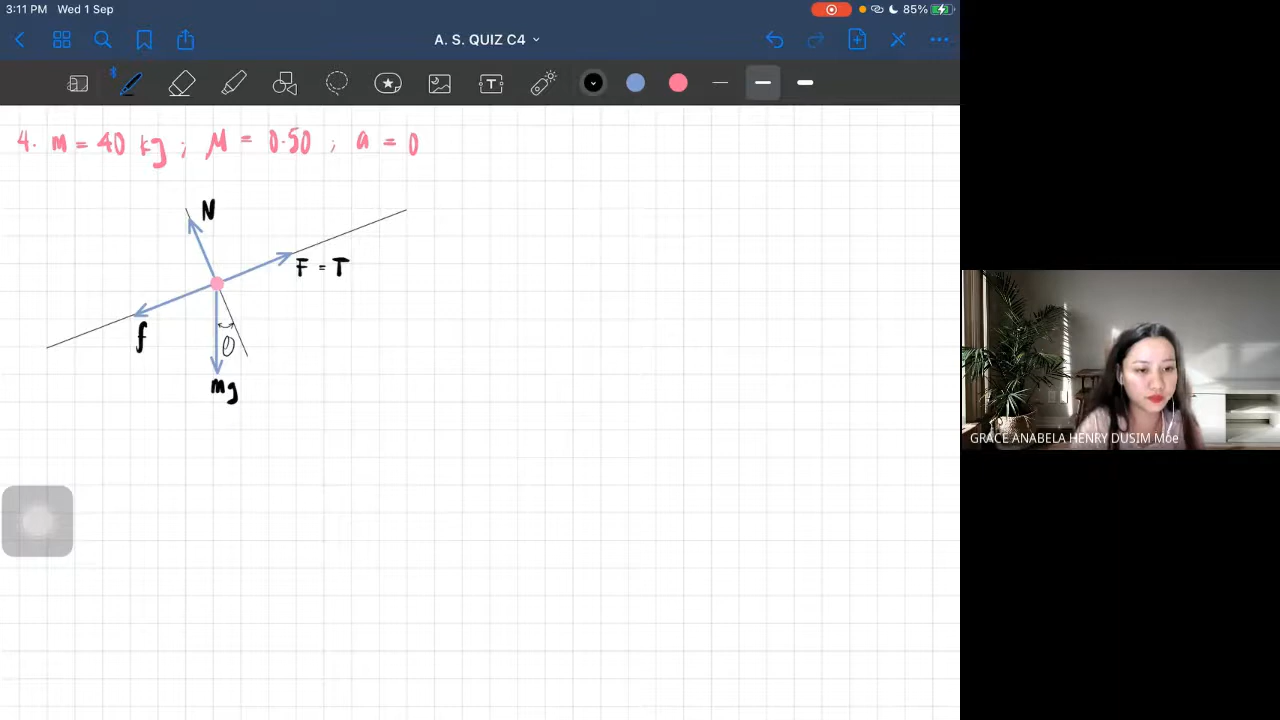 3:11 PM Wed 1 Sep
85%
A. S. QUIZ C4
T
4. m = 40 kg ; μ = 0.50 ; a = 0
N
F = T
f
θ
mg
GRACE ANABELA HENRY DUSIM Moe